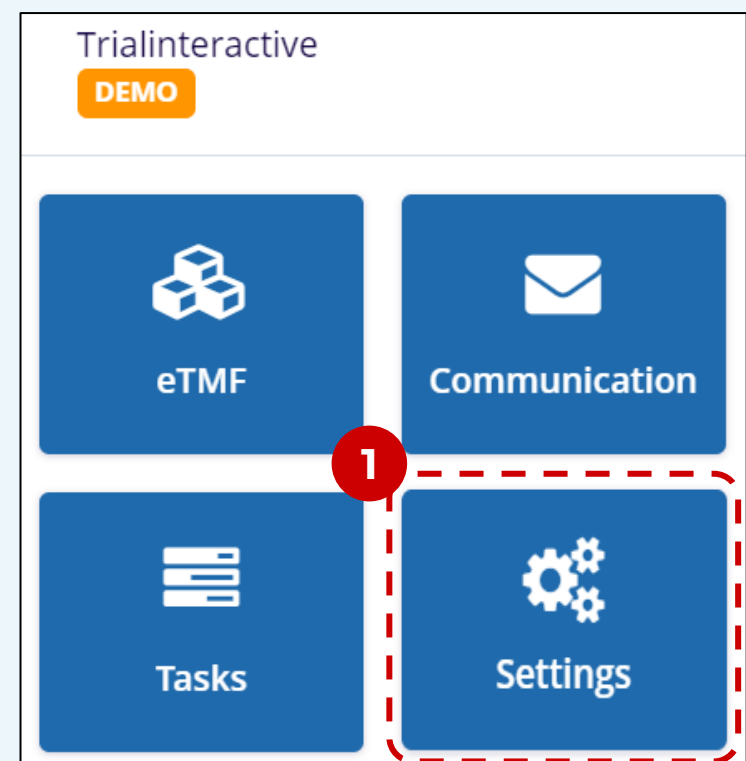 Trialinteractive
DEMO
eTMF
Communication
1
Tasks
Settings